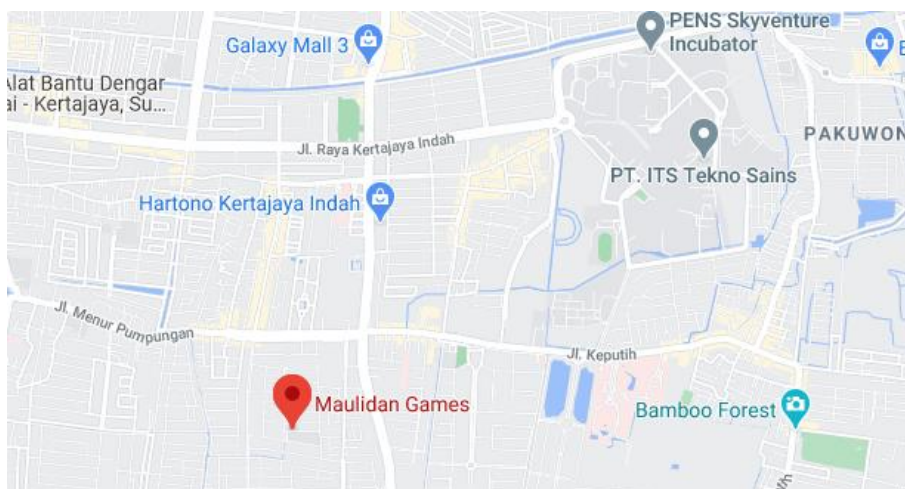 PENS Skyventure
Incubator
Galaxy Mall 3
Alat Bantu Dengar
ai - Kertajaya, Su...
Jl. Raya Kertajaya Indah
PAKUWON
PT. ITS Tekno Sains
Hartono Kertajaya Indah
Jl. Menur Pumpungan
Jl. Keputih
Maulidan Games
Bamboo Forest